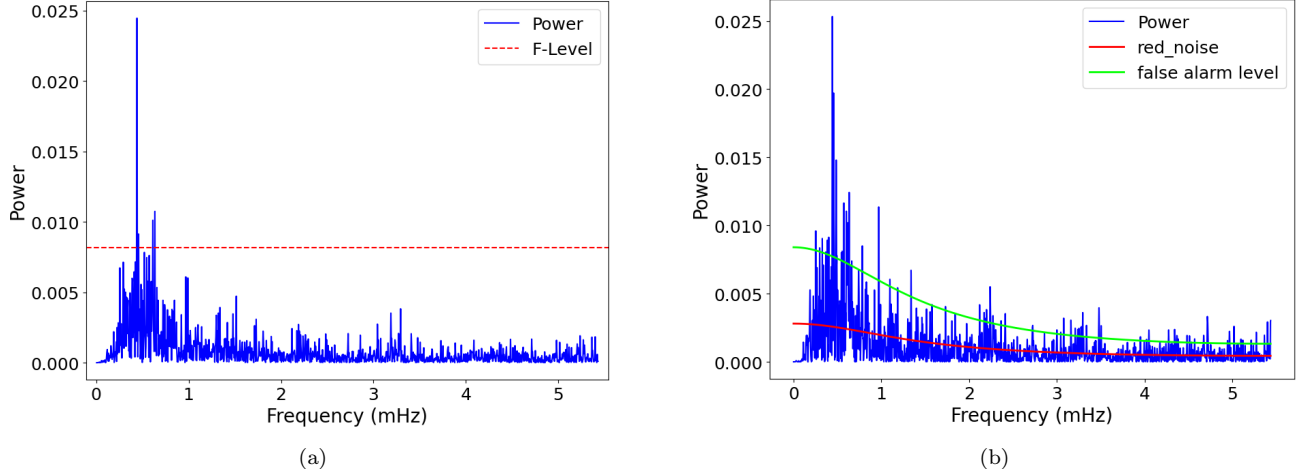 0.025
0.020
0.015
0.010
0.005
0.000
Power
0 1 2 3 4 5
Frequency (mHz)
Power
F-Level
(a)
0.025
0.020
0.015
0.010
0.005
0.000
Power
0 1 2 3 4 5
Frequency (mHz)
Power
red_noise
false alarm level
(b)